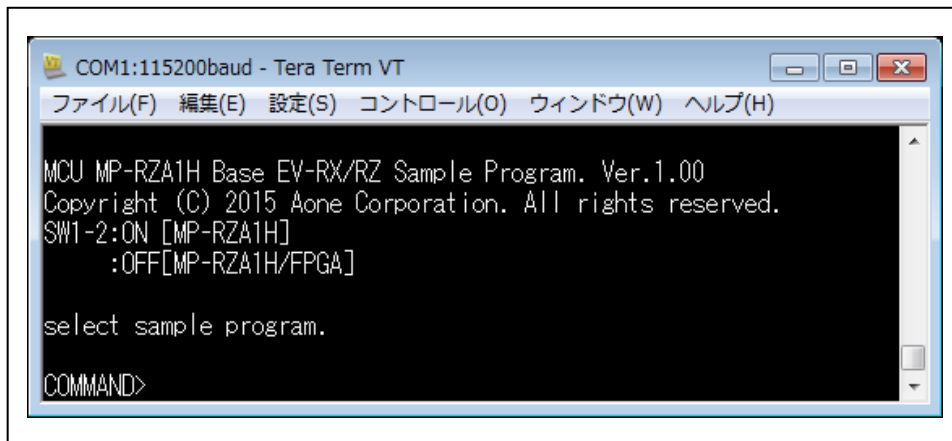 COM1:115200baud - Tera Term VT
ファイル(F) 編集(E) 設定(S) コントロール(O) ウィンドウ(W) ヘルプ(H)
MCU MP-RZA1H Base EV-RX/RZ Sample Program. Ver.1.00
Copyright (C) 2015 Aone Corporation. All rights reserved.
SW1-2:ON [MP-RZA1H]
:OFF[MP-RZA1H/FPGA]
select sample program.
COMMAND>